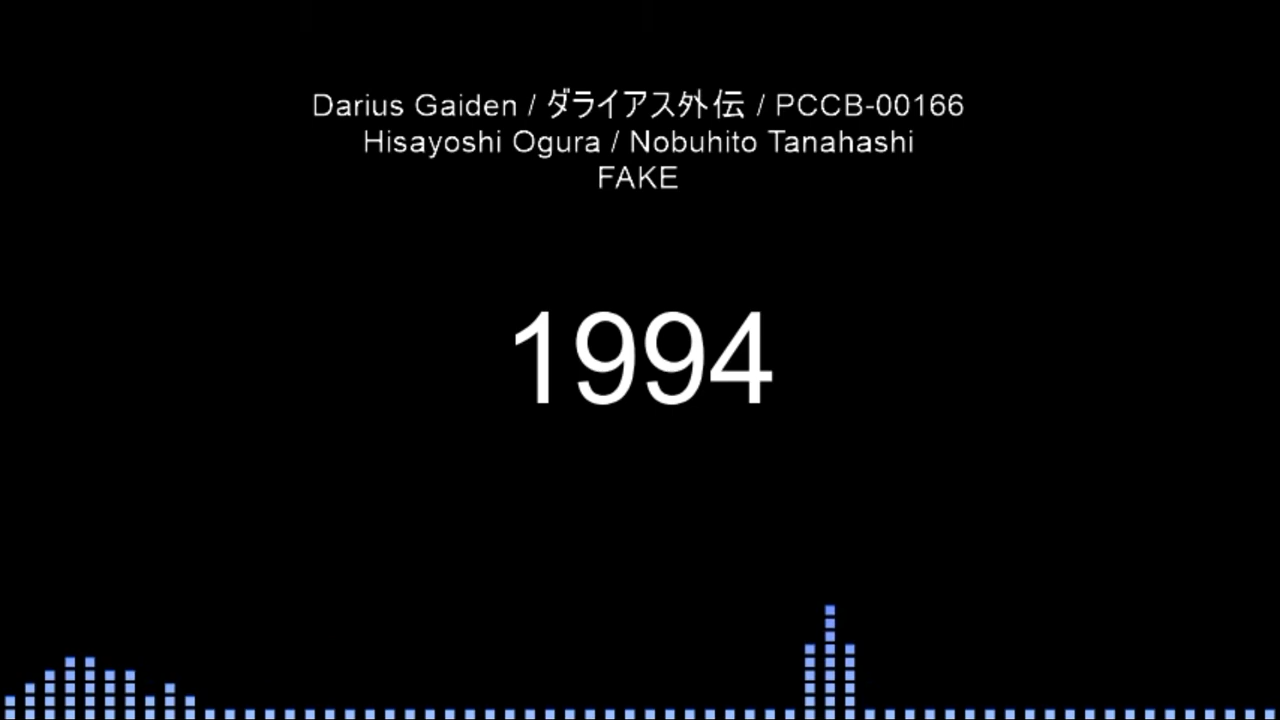 Darius Gaiden / ダライアス外伝 / PCCB-00166
Hisayoshi Ogura / Nobuhito Tanahashi
FAKE
1994